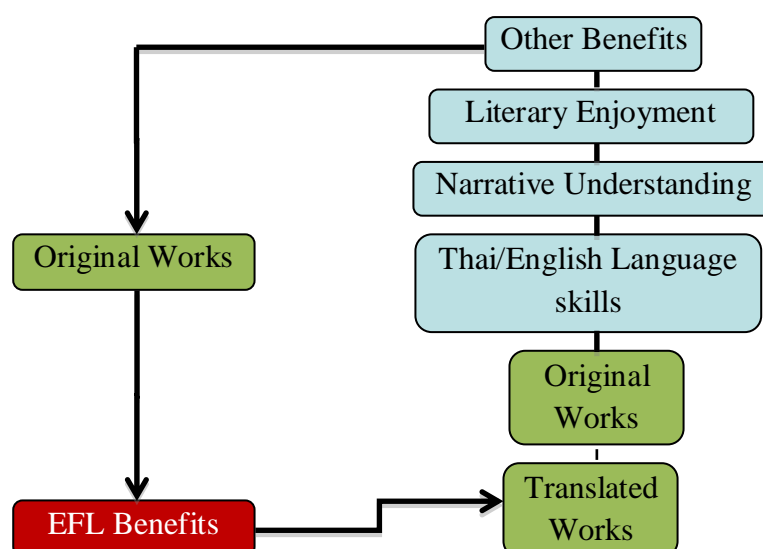 Other Benefits
Literary Enjoyment
Narrative Understanding
Original Works
Thai/English Language
skills
Original
Works
EFL Benefits
Translated
Works